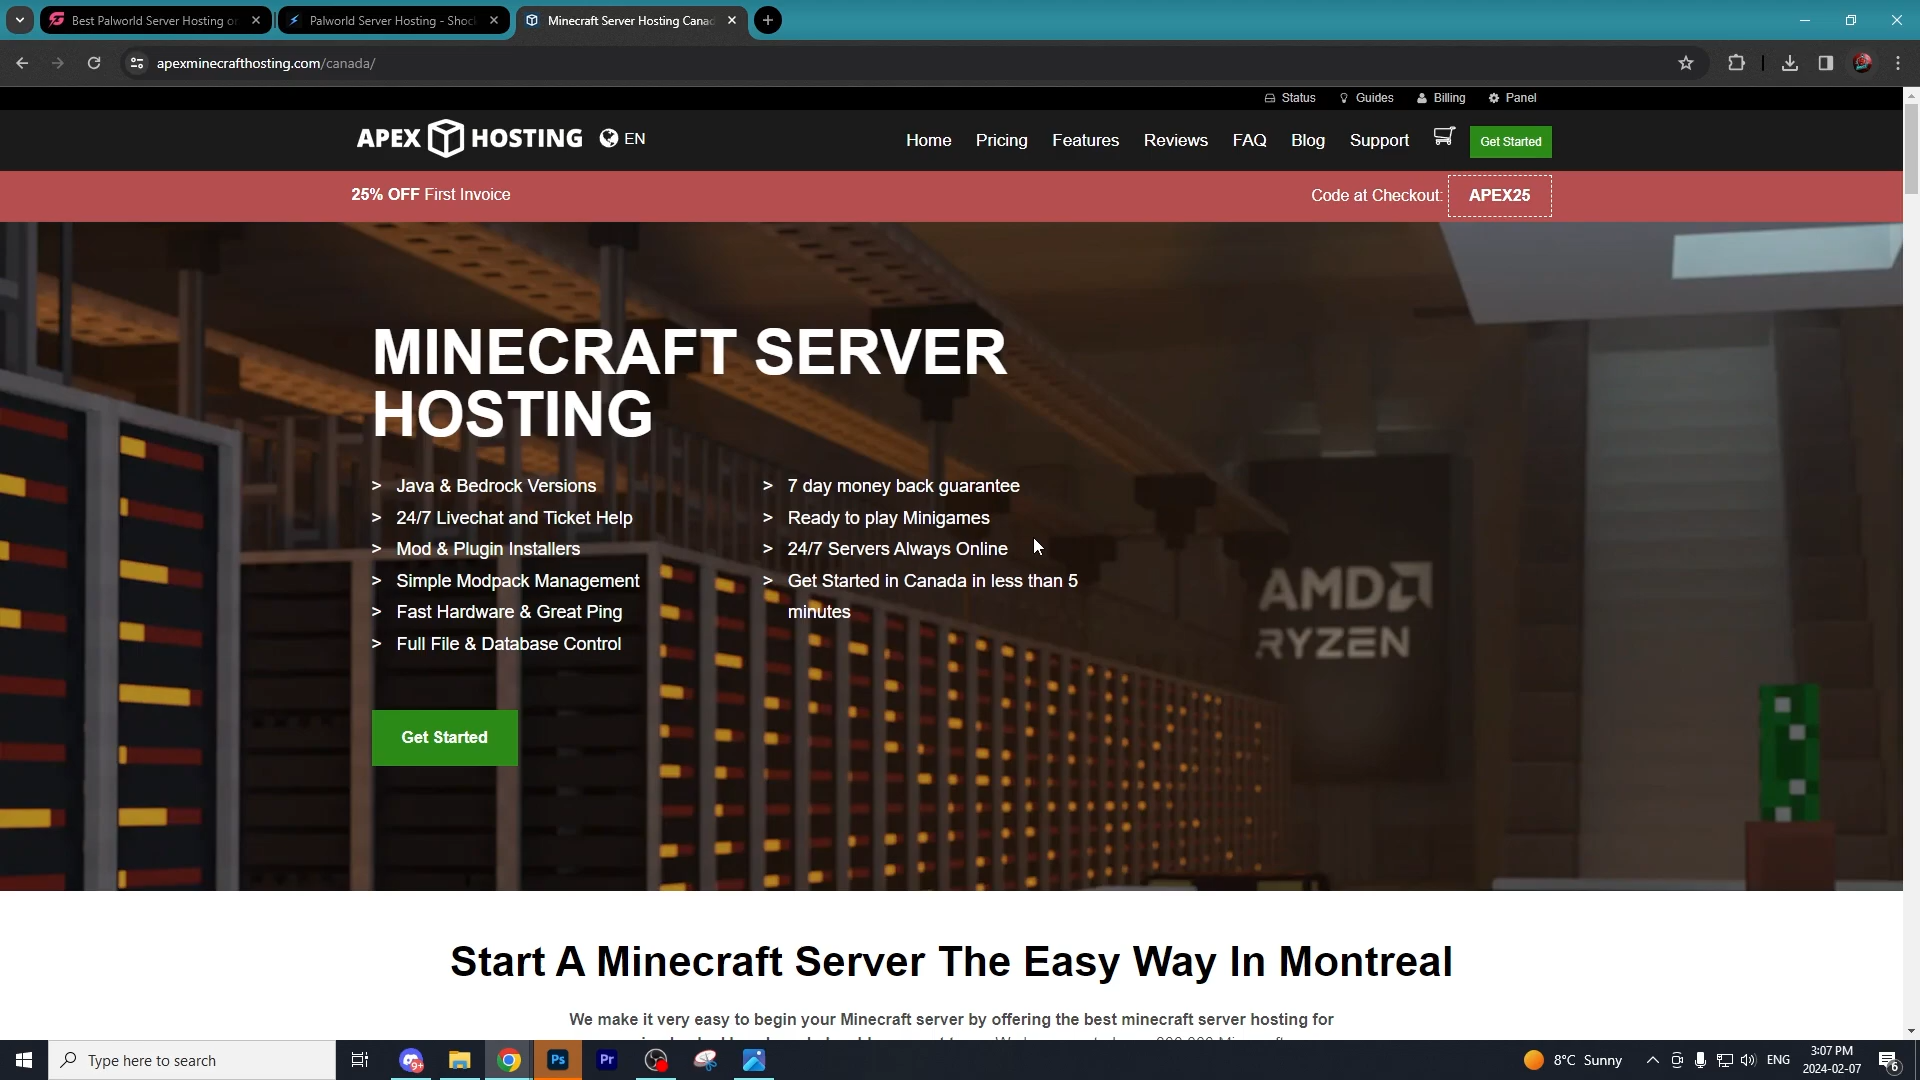 Best Palworld Server Hosting or
Palworld Server Hosting - Shoc
Minecraft Server Hosting Canad
apexminecrafthosting.com/canada/
Status
Guides
Billing
Panel
APEX HOSTING
EN
Home
Pricing
Features
Reviews
FAQ
Blog
Support
Get Started
25% OFF First Invoice
Code at Checkout:
APEX25
MINECRAFT SERVER
HOSTING
> Java & Bedrock Versions
> 24/7 Livechat and Ticket Help
> Mod & Plugin Installers
> Simple Modpack Management
> Fast Hardware & Great Ping
> Full File & Database Control
> 7 day money back guarantee
> Ready to play Minigames
> 24/7 Servers Always Online
> Get Started in Canada in less than 5
minutes
AMD
RYZEN
Get Started
Start A Minecraft Server The Easy Way In Montreal
We make it very easy to begin your Minecraft server by offering the best minecraft server hosting for
Type here to search
9+
Ps
Pr
8°C Sunny
ENG
3:07 PM
2024-02-07
6